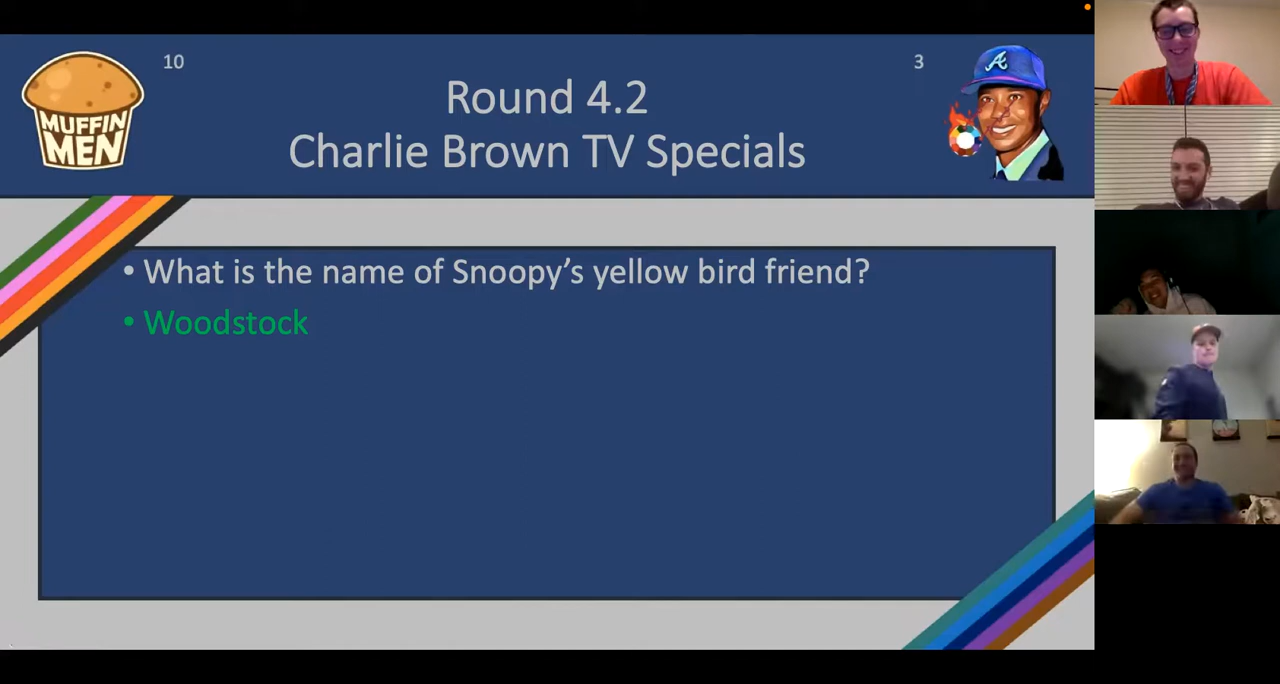 10
3
MUFFIN
MEN
A
Round 4.2
Charlie Brown TV Specials
• What is the name of Snoopy’s yellow bird friend?
• Woodstock